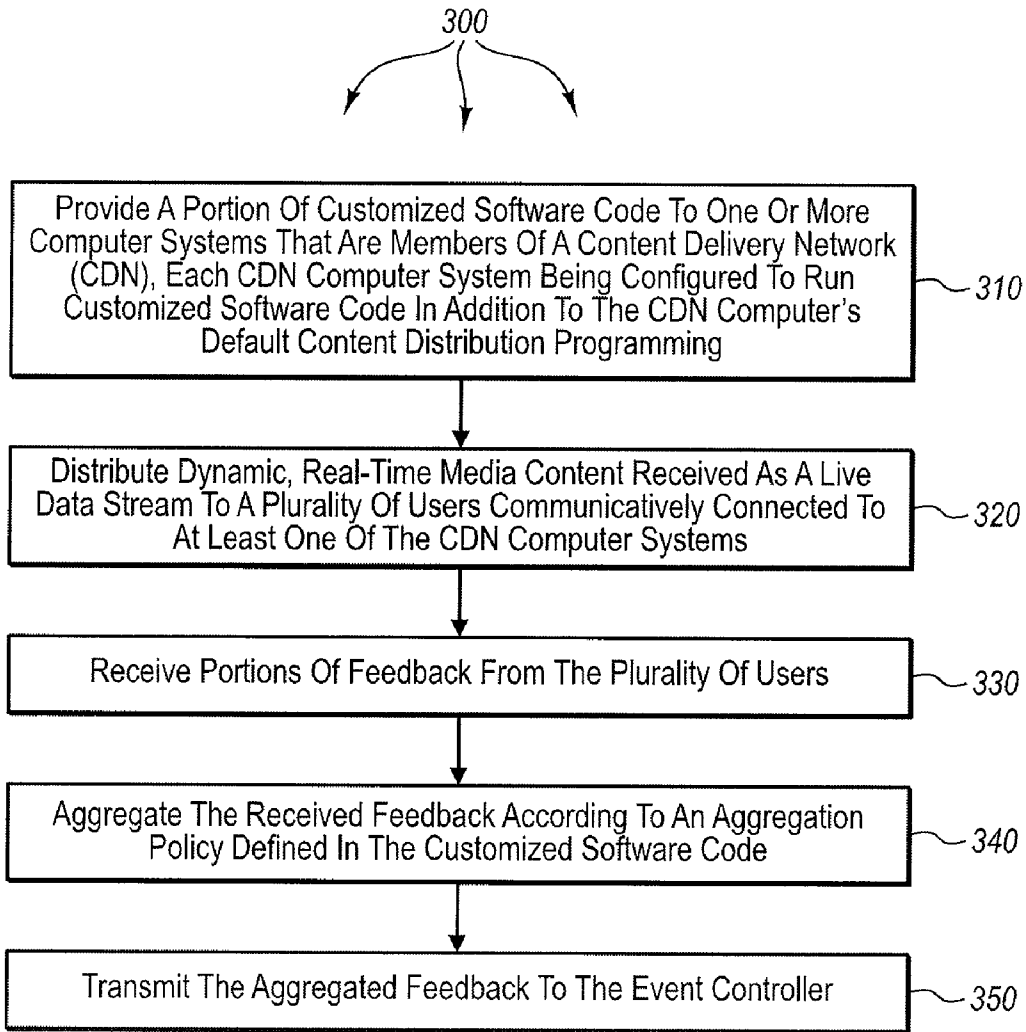 300
Provide A Portion Of Customized Software Code To One Or More
Computer Systems That Are Members Of A Content Delivery Network
(CDN), Each CDN Computer System Being Configured To Run
Customized Software Code In Addition To The CDN Computer's
Default Content Distribution Programming
310
Distribute Dynamic, Real-Time Media Content Received As A Live
Data Stream To A Plurality Of Users Communicatively Connected To
At Least One Of The CDN Computer Systems
320
Receive Portions Of Feedback From The Plurality Of Users
330
Aggregate The Received Feedback According To An Aggregation
Policy Defined In The Customized Software Code
340
Transmit The Aggregated Feedback To The Event Controller
350